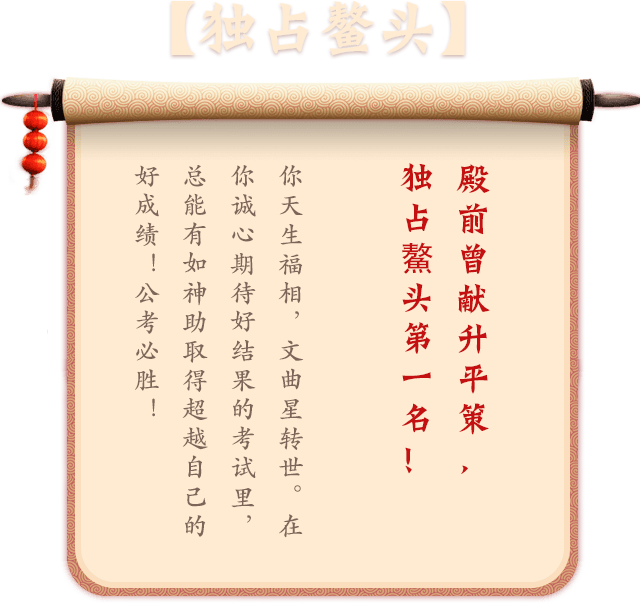 【独占鳌头】
殿前曾献升平策，
独占鳌头第一名！
你天生福相，文曲星转世。在
你诚心期待好结果的考试里，
总能有如神助取得超越自己的
好成绩！公考必胜！